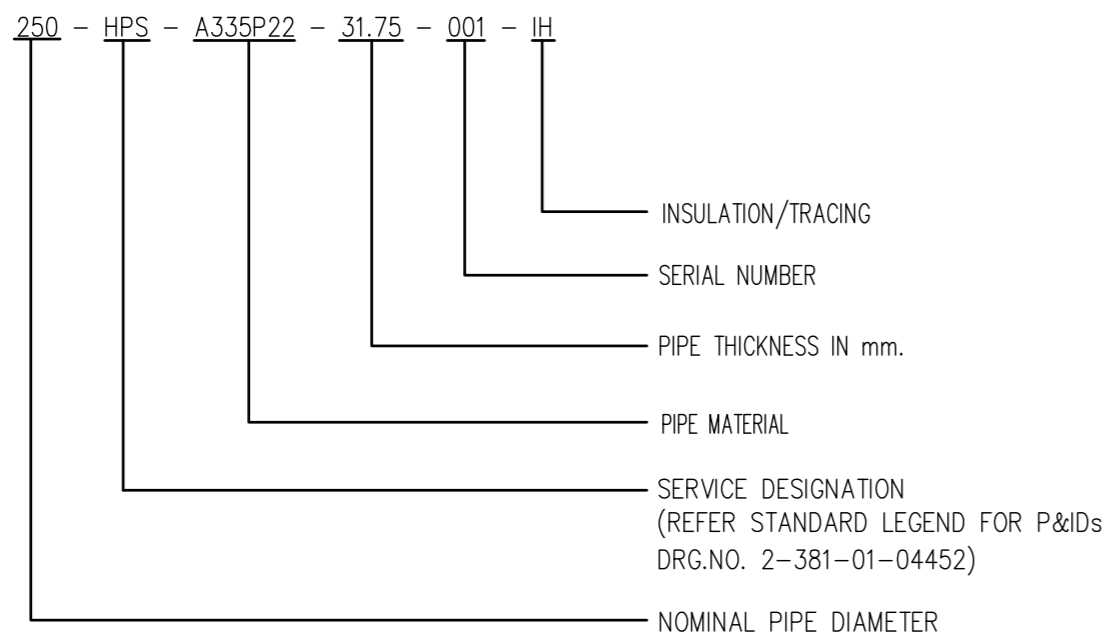 250 - HPS - A335P22 - 31.75 - 001 - IH
INSULATION/TRACING
SERIAL NUMBER
PIPE THICKNESS IN mm.
PIPE MATERIAL
SERVICE DESIGNATION
(REFER STANDARD LEGEND FOR P&IDs
DRG.NO. 2-381-01-04452)
NOMINAL PIPE DIAMETER